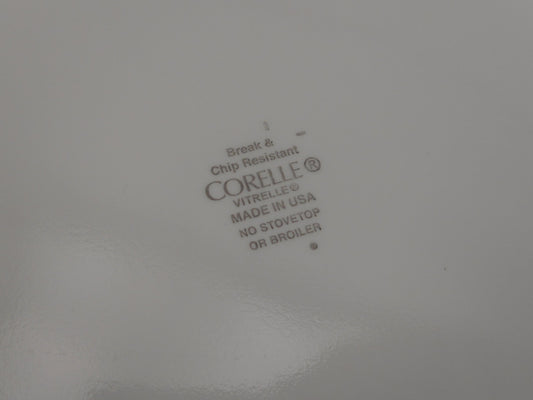 Break &
Chip Resistant
CORELLE®
VITRELLE®
MADE IN USA
NO STOVETOP
OR BROILER